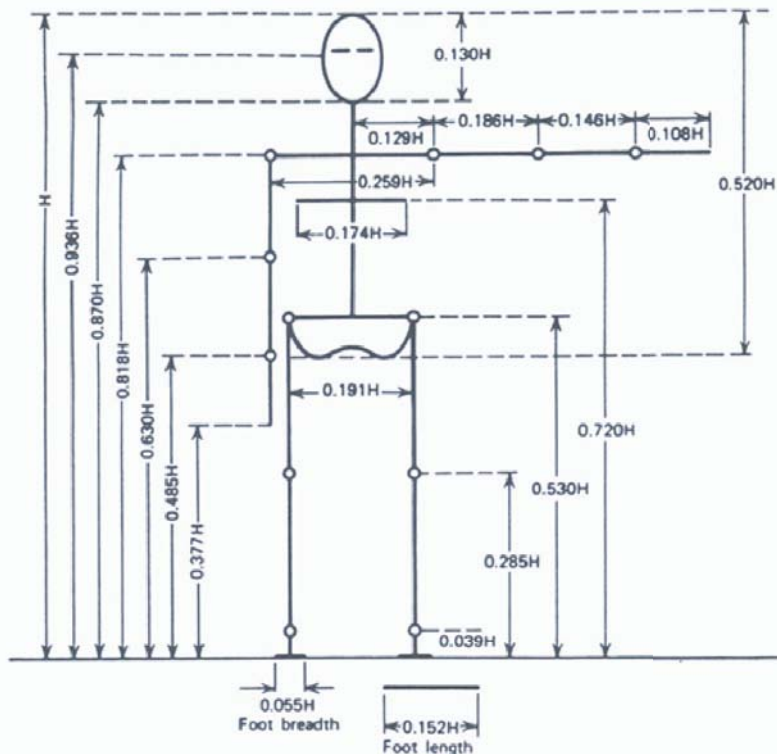 0.130H
0.186H
0.146H
0.129H
0.108H
0.259H
0.520H
H
0.936H
0.870H
0.174H
0.818H
0.630H
0.191H
0.720H
0.485H
0.530H
0.377H
0.285H
0.039H
0.055H
Foot breadth
0.152H
Foot length